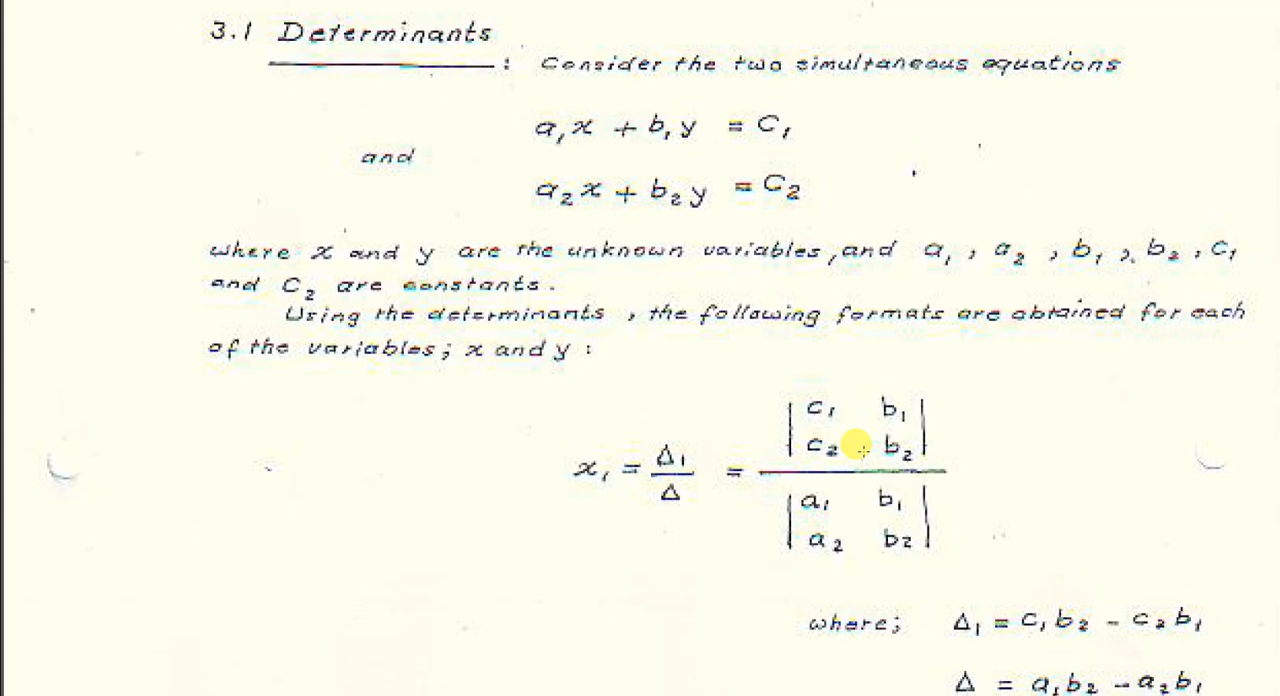 3.1 Determinants
: Consider the two simultaneous equations
a₁x + b₁y = C₁
and
a₂x + b₂y = C₂
where x and y are the unknown variables, and a₁, a₂, b₁, b₂, C₁
and C₂ are constants.
Using the determinants, the following formats are obtained for each
of the variables; x and y :
x₁ = Δ₁/Δ = |c₁ b₁
c₂ b₂| / |a₁ b₁
a₂ b₂|
where; Δ₁ = C₁b₂ - C₂b₁
Δ = a₁b₂ - a₂b₁